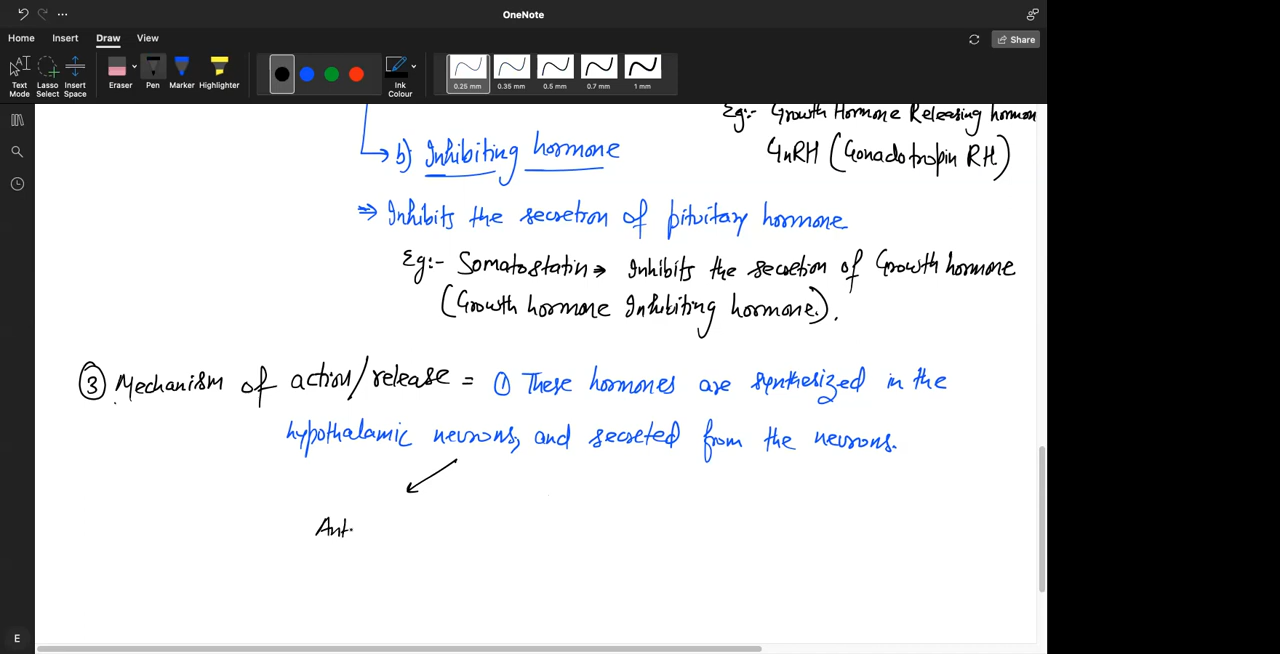 OneNote
Home Insert Draw View
Share
Text Mode
Lasso Select
Insert Space
Eraser
Pen
Marker
Highlighter
Ink Colour
0.25 mm
0.35 mm
0.5 mm
0.7 mm
1 mm
Eg:- Growth Hormone Releasing hormon
b) Inhibiting hormone
GnRH (Gonadotropin RH)
⇒ Inhibits the secretion of pituitary hormone
Eg:- Somatostatin → Inhibits the secretion of Growth hormone
(Growth hormone Inhibiting hormone).
③ Mechanism of action/release = ① These hormones are synthesized in the
hypothalamic neurons, and secreted from the neurons.
Ant.
E